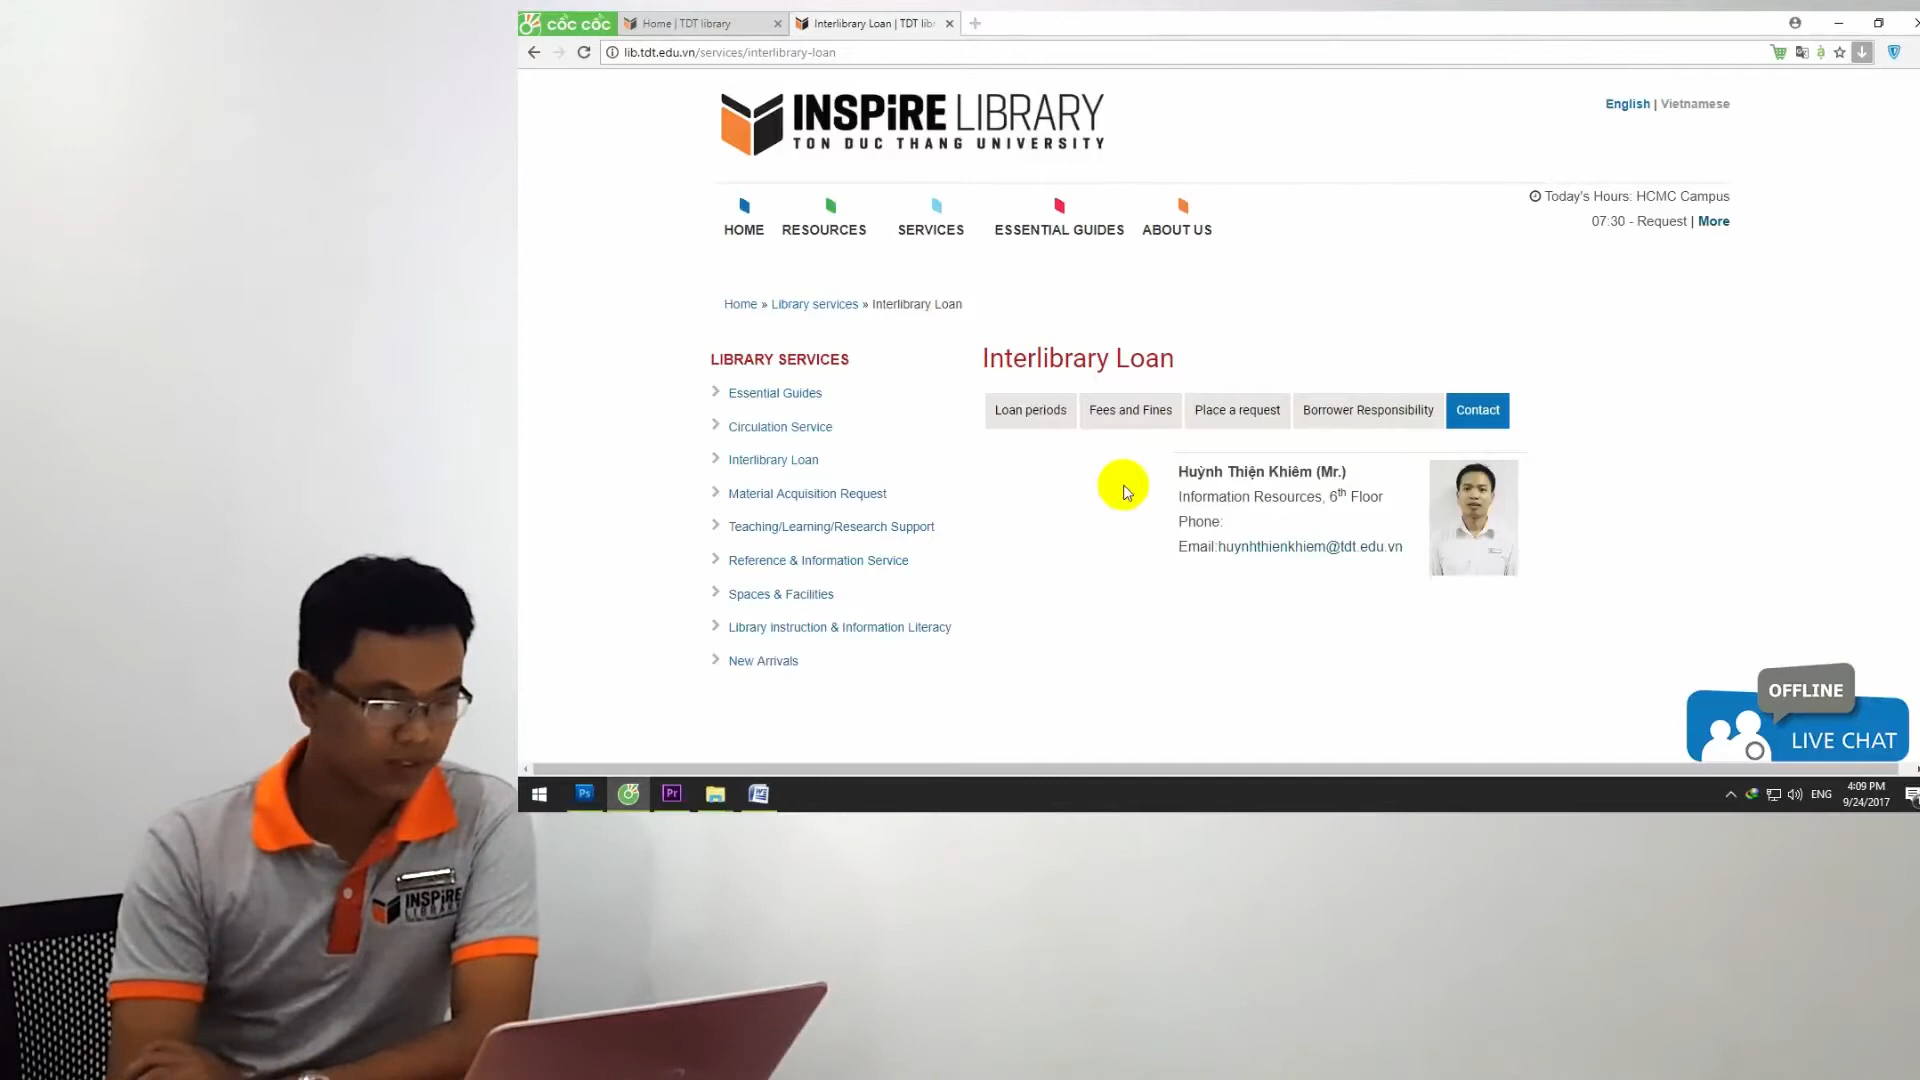 cốc cốc
Home | TDT library
Interlibrary Loan | TDT libr
lib.tdt.edu.vn/services/interlibrary-loan
INSPiRE LIBRARY
TON DUC THANG UNIVERSITY
English | Vietnamese
HOME
RESOURCES
SERVICES
ESSENTIAL GUIDES
ABOUT US
Today's Hours: HCMC Campus
07:30 - Request | More
Home » Library services » Interlibrary Loan
LIBRARY SERVICES
Essential Guides
Circulation Service
Interlibrary Loan
Material Acquisition Request
Teaching/Learning/Research Support
Reference & Information Service
Spaces & Facilities
Library instruction & Information Literacy
New Arrivals
Interlibrary Loan
Loan periods
Fees and Fines
Place a request
Borrower Responsibility
Contact
Huỳnh Thiện Khiêm (Mr.)
Information Resources, 6th Floor
Phone:
Email:huynhthienkhiem@tdt.edu.vn
OFFLINE
LIVE CHAT
Ps
Pr
ENG
4:09 PM
9/24/2017
INSPiRE
LIBRARY